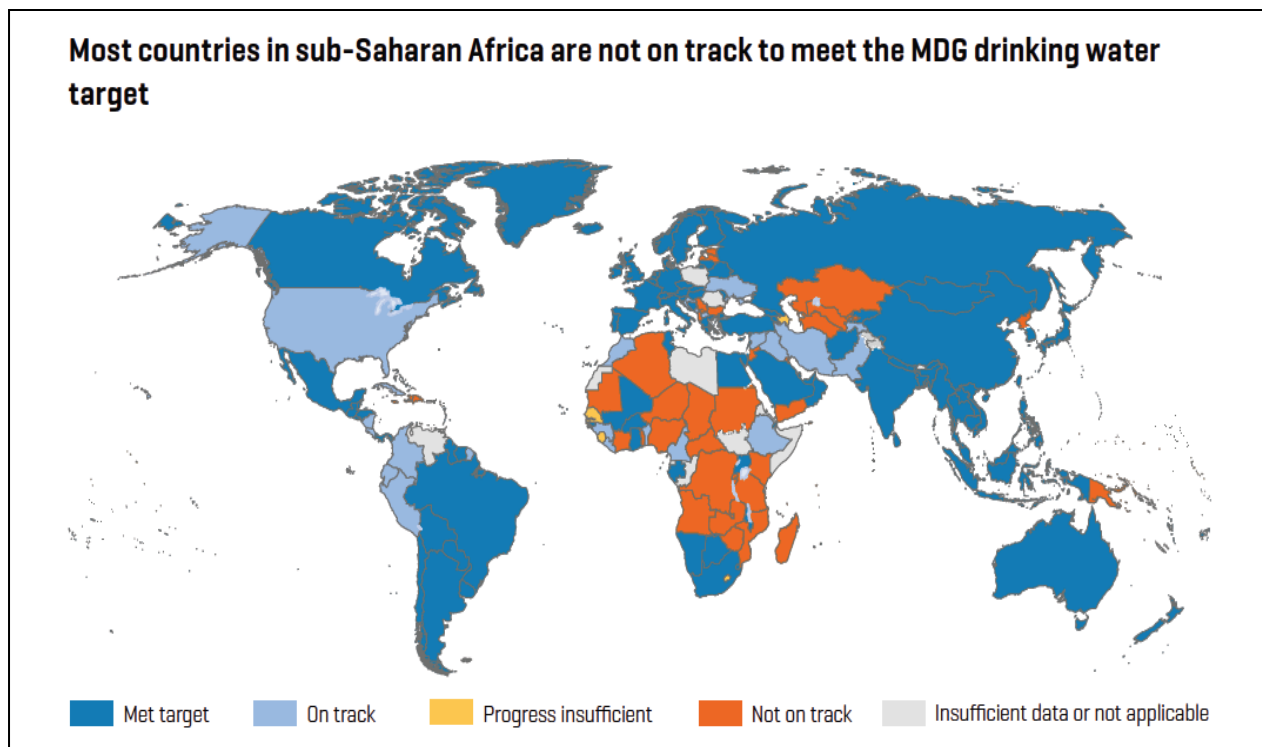 Most countries in sub-Saharan Africa are not on track to meet the MDG drinking water
target
Met target
On track
Progress insufficient
Not on track
Insufficient data or not applicable